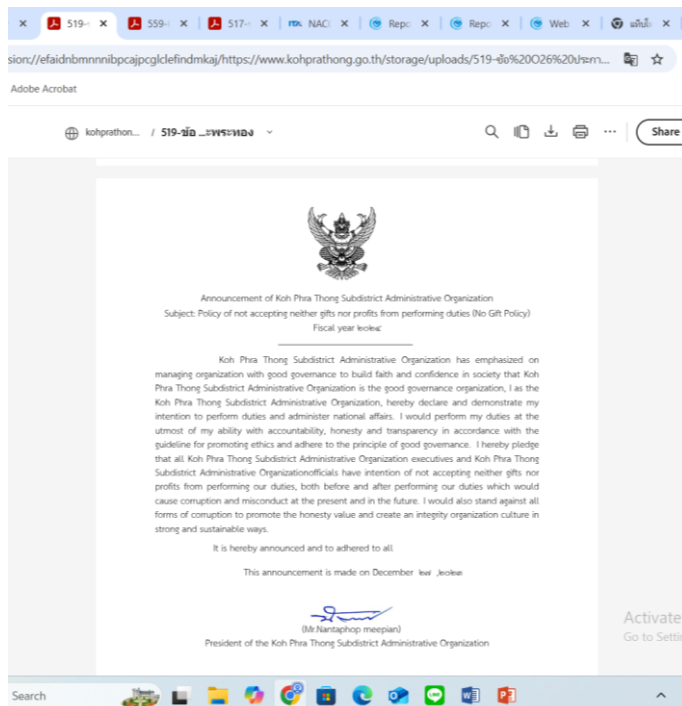 519-
559-
517-
ITA NAC
Repo
Repo
Web
sion://efaidnbmnnnibpcajpcglclefindmkaj/https://www.kohprathong.go.th/storage/uploads/519-ข้อ%20O26%20ประกา...
Adobe Acrobat
kohprathon... / 519-ข้อ ...ะพระทอง
Share
Announcement of Koh Phra Thong Subdistrict Administrative Organization
Subject: Policy of not accepting neither gifts nor profits from performing duties (No Gift Policy)
Fiscal year
Koh Phra Thong Subdistrict Administrative Organization has emphasized on
managing organization with good governance to build faith and confidence in society that Koh
Phra Thong Subdistrict Administrative Organization is the good governance organization, I as the
Koh Phra Thong Subdistrict Administrative Organization, hereby declare and demonstrate my
intention to perform duties and administer national affairs. I would perform my duties at the
utmost of my ability with accountability, honesty and transparency in accordance with the
guideline for promoting ethics and adhere to the principle of good governance. I hereby pledge
that all Koh Phra Thong Subdistrict Administrative Organization executives and Koh Phra Thong
Subdistrict Administrative Organizationofficials have intention of not accepting neither gifts nor
profits from performing our duties, both before and after performing our duties which would
cause corruption and misconduct at the present and in the future. I would also stand against all
forms of corruption to promote the honesty value and create an integrity organization culture in
strong and sustainable ways.
It is hereby announced and to adhered to all
This announcement is made on December
(Mr.Nantaphop meepian)
President of the Koh Phra Thong Subdistrict Administrative Organization
Activate
Go to Setti
Search